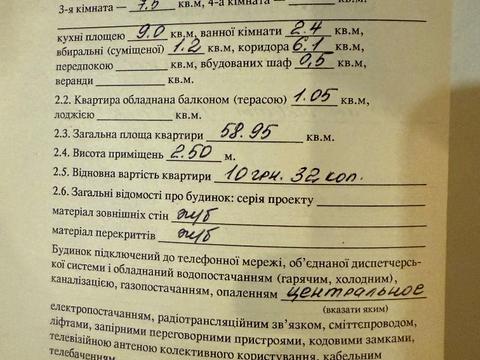 3-я кімната — 7.5 кв.м, 4-а кімната — кв.м,
кухні площею 9.0 кв.м, ванної кімнати 2.4 кв.м,
вбиральні (суміщеної) 1.2 кв.м, коридора 6.1 кв.м,
передпокою кв.м, вбудованих шаф 0,5 кв.м,
веранди кв.м.
2.2. Квартира обладнана балконом (терасою) 1.05 кв.м,
лоджією кв.м.
2.3. Загальна площа квартири 58.95 кв.м.
2.4. Висота приміщень 2.50 м.
2.5. Відновна вартість квартири 10 грн. 32 коп.
2.6. Загальні відомості про будинок: серія проекту
матеріал зовнішніх стін жб
матеріал перекриттів жб
Будинок підключений до телефонної мережі, об'єднаної диспетчерсь-
кої системи і обладнаний водопостачанням (гарячим, холодним),
каналізацією, газопостачанням, опаленням центральное
(вказати яким)
електропостачанням, радіотрансляційним зв'язком, сміттєпроводом,
ліфтами, запірними переговорними пристроями, кодовими замками,
телевізійною антеною колективного користування, кабельним
телебаченням